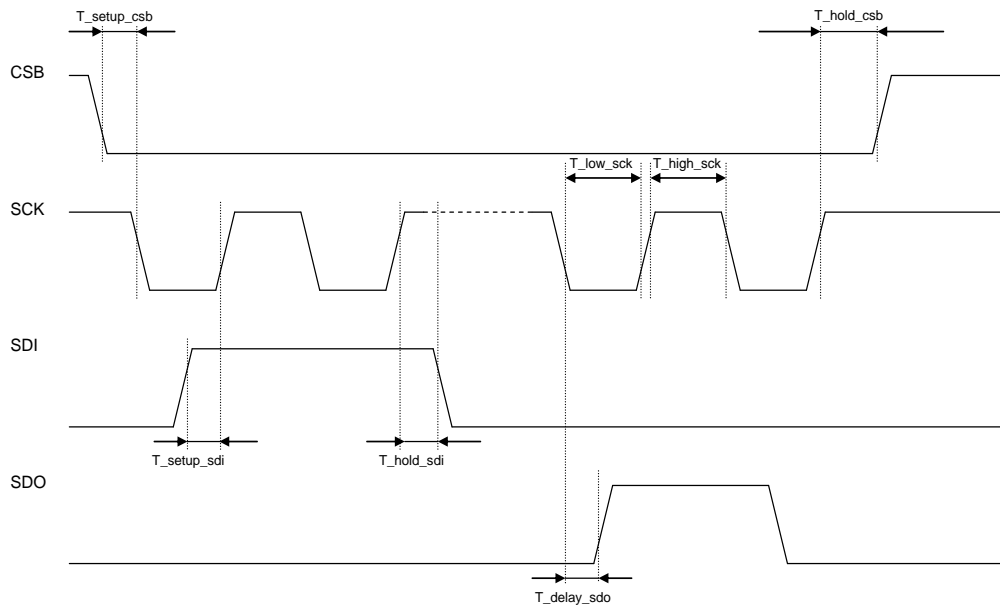 T_setup_csb
T_hold_csb
CSB
T_low_sck
T_high_sck
SCK
SDI
T_setup_sdi
T_hold_sdi
SDO
T_delay_sdo